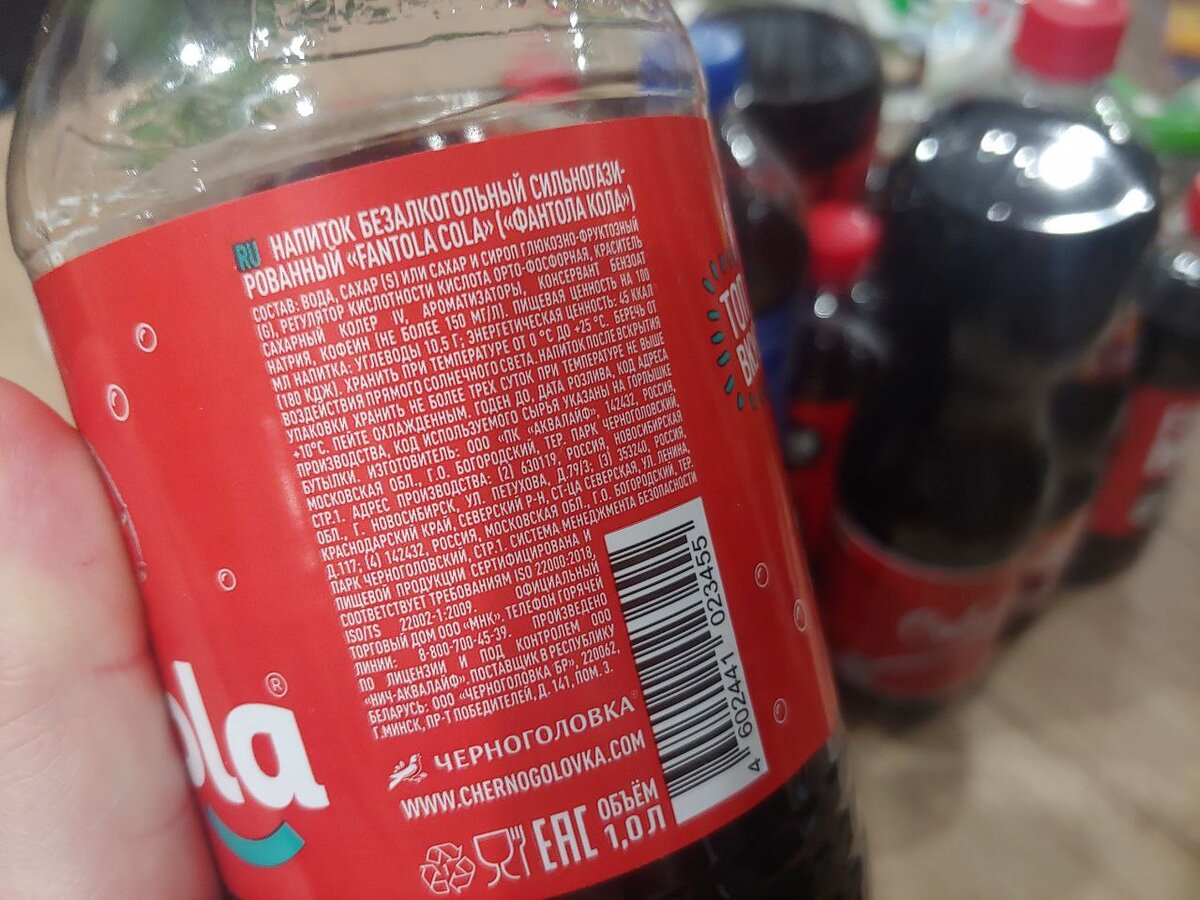 RU НАПИТОК БЕЗАЛКОГОЛЬНЫЙ СИЛЬНОГАЗИ-
РОВАННЫЙ «FANTOLA COLA» («ФАНТОЛА КОЛА»)
СОСТАВ: ВОДА, САХАР (S) ИЛИ САХАР И СИРОП ГЛЮКОЗНО-ФРУКТОЗНЫЙ
(G), РЕГУЛЯТОР КИСЛОТНОСТИ КИСЛОТА ОРТО-ФОСФОРНАЯ, КРАСИТЕЛЬ
САХАРНЫЙ КОЛЕР IV, АРОМАТИЗАТОРЫ, КОНСЕРВАНТ БЕНЗОАТ
НАТРИЯ, КОФЕИН (НЕ БОЛЕЕ 150 МГ/Л). ПИЩЕВАЯ ЦЕННОСТЬ НА 100
МЛ НАПИТКА: УГЛЕВОДЫ 10.5 Г; ЭНЕРГЕТИЧЕСКАЯ ЦЕННОСТЬ: 45 ККАЛ
(180 КДЖ). ХРАНИТЬ ПРИ ТЕМПЕРАТУРЕ ОТ 0 °С ДО +25 °С. БЕРЕЧЬ ОТ
ВОЗДЕЙСТВИЯ ПРЯМОГО СОЛНЕЧНОГО СВЕТА. НАПИТОК ПОСЛЕ ВСКРЫТИЯ
УПАКОВКИ ХРАНИТЬ НЕ БОЛЕЕ ТРЕХ СУТОК ПРИ ТЕМПЕРАТУРЕ НЕ ВЫШЕ
+10°С. ПЕЙТЕ ОХЛАЖДЕННЫМ. ГОДЕН ДО, ДАТА РОЗЛИВА, КОД АДРЕСА
ПРОИЗВОДСТВА, КОД ИСПОЛЬЗУЕМОГО СЫРЬЯ УКАЗАНЫ НА ГОРЛЫШКЕ
БУТЫЛКИ. ИЗГОТОВИТЕЛЬ: ООО «ПК «АКВАЛАЙФ», 142432, РОССИЯ,
МОСКОВСКАЯ ОБЛ., Г.О. БОГОРОДСКИЙ, ТЕР. ПАРК ЧЕРНОГОЛОВСКИЙ,
СТР.1. АДРЕС ПРОИЗВОДСТВА: (2) 630119, РОССИЯ, НОВОСИБИРСКАЯ
ОБЛ., Г. НОВОСИБИРСК, УЛ. ПЕТУХОВА, Д.79/3; (3) 353240, РОССИЯ,
КРАСНОДАРСКИЙ КРАЙ, СЕВЕРСКИЙ Р-Н, СТ-ЦА СЕВЕРСКАЯ, УЛ. ЛЕНИНА,
Д.117; (4) 142432, РОССИЯ, МОСКОВСКАЯ ОБЛ., Г.О. БОГОРОДСКИЙ, ТЕР.
ПАРК ЧЕРНОГОЛОВСКИЙ, СТР.1. СИСТЕМА МЕНЕДЖМЕНТА БЕЗОПАСНОСТИ
ПИЩЕВОЙ ПРОДУКЦИИ СЕРТИФИЦИРОВАНА И
СООТВЕТСТВУЕТ ТРЕБОВАНИЯМ ISO 22000-2018,
ISO/TS 22002-1:2009. ОФИЦИАЛЬНЫЙ
ТОРГОВЫЙ ДОМ ООО «МНК». ТЕЛЕФОН ГОРЯЧЕЙ
ЛИНИИ: 8-800-700-45-39. ПРОИЗВЕДЕНО
ПО ЛИЦЕНЗИИ И ПОД КОНТРОЛЕМ ООО
«НИЧ-АКВАЛАЙФ». ПОСТАВЩИК В РЕСПУБЛИКУ
БЕЛАРУСЬ: ООО «ЧЕРНОГОЛОВКА БР», 220062,
Г.МИНСК, ПР-Т ПОБЕДИТЕЛЕЙ, Д. 141, ПОМ. 3.
ЧЕРНОГОЛОВКА
WWW.CHERNOGOLOVKA.COM
EAC ОБЪЁМ
1,0 Л
4 602441 023455
ola®